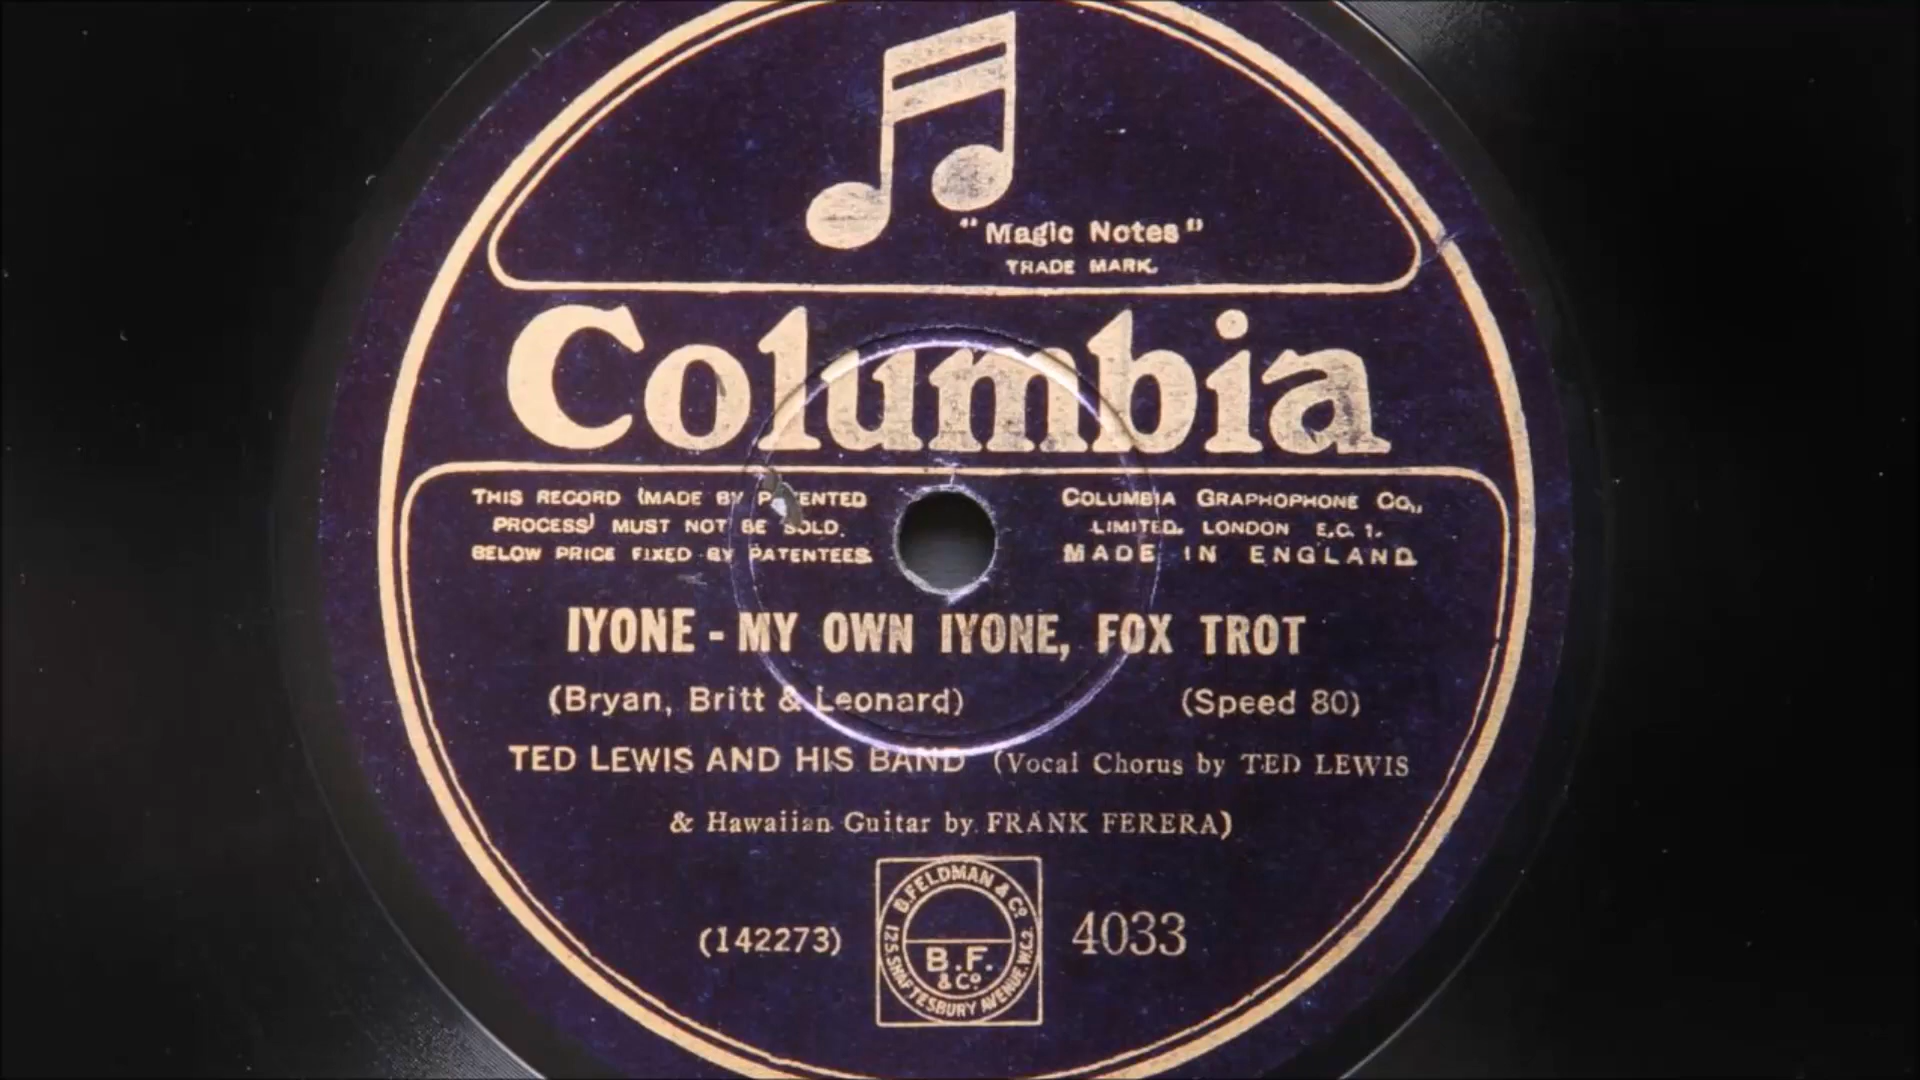 "Magic Notes"
TRADE MARK.
Columbia
THIS RECORD (MADE BY PATENTED
PROCESS) MUST NOT BE SOLD.
BELOW PRICE FIXED BY PATENTEES.
COLUMBIA GRAPHOPHONE CO.,
LIMITED. LONDON E.C. 1.
MADE IN ENGLAND.
IYONE - MY OWN IYONE, FOX TROT
(Bryan, Britt & Leonard) (Speed 80)
TED LEWIS AND HIS BAND (Vocal Chorus by TED LEWIS
& Hawaiian Guitar by FRANK FERERA)
(142273)
B. FELDMAN & Co.
125, SHAFTESBURY AVENUE. W.C.2.
B.F.
& Co.
4033